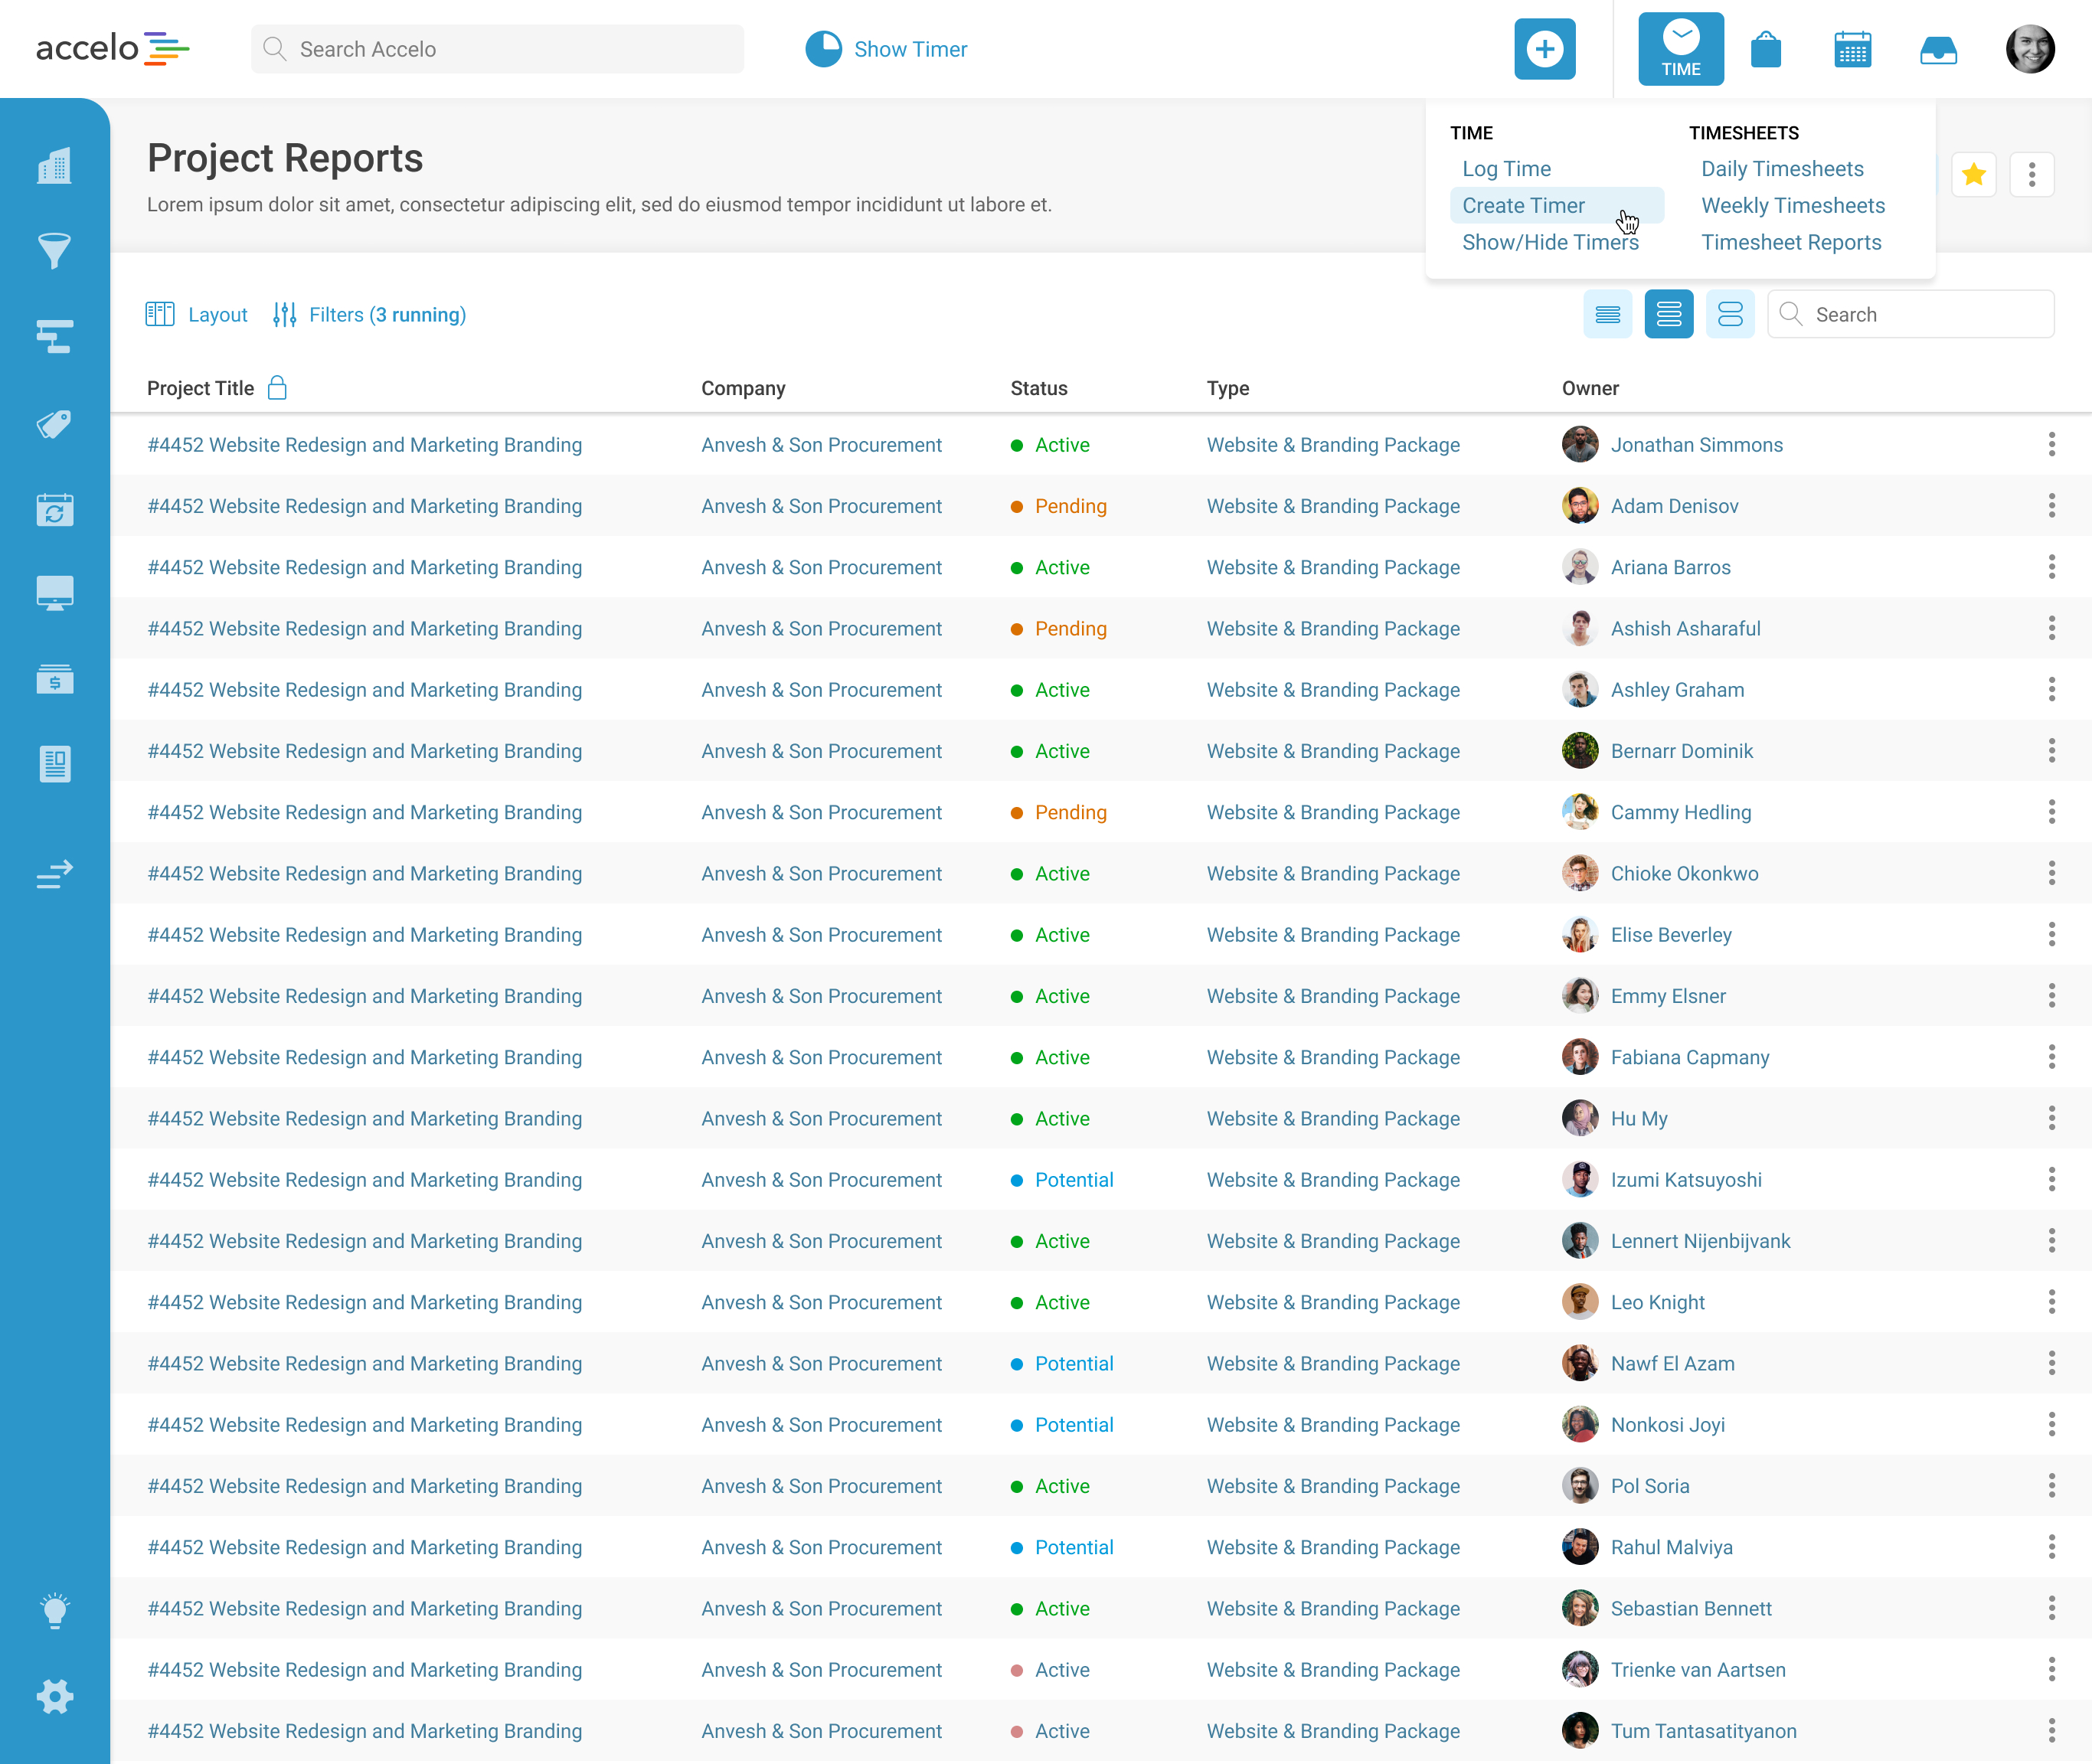 accelo
Search Accelo
Show Timer
TIME
TIME
Log Time
Create Timer
Show/Hide Timers
TIMESHEETS
Daily Timesheets
Weekly Timesheets
Timesheet Reports
Project Reports
Lorem ipsum dolor sit amet, consectetur adipiscing elit, sed do eiusmod tempor incididunt ut labore et.
Layout Filters (3 running) Search
Project Title Company Status Type Owner
#4452 Website Redesign and Marketing Branding Anvesh & Son Procurement Active Website & Branding Package Jonathan Simmons
#4452 Website Redesign and Marketing Branding Anvesh & Son Procurement Pending Website & Branding Package Adam Denisov
#4452 Website Redesign and Marketing Branding Anvesh & Son Procurement Active Website & Branding Package Ariana Barros
#4452 Website Redesign and Marketing Branding Anvesh & Son Procurement Pending Website & Branding Package Ashish Asharaful
#4452 Website Redesign and Marketing Branding Anvesh & Son Procurement Active Website & Branding Package Ashley Graham
#4452 Website Redesign and Marketing Branding Anvesh & Son Procurement Active Website & Branding Package Bernarr Dominik
#4452 Website Redesign and Marketing Branding Anvesh & Son Procurement Pending Website & Branding Package Cammy Hedling
#4452 Website Redesign and Marketing Branding Anvesh & Son Procurement Active Website & Branding Package Chioke Okonkwo
#4452 Website Redesign and Marketing Branding Anvesh & Son Procurement Active Website & Branding Package Elise Beverley
#4452 Website Redesign and Marketing Branding Anvesh & Son Procurement Active Website & Branding Package Emmy Elsner
#4452 Website Redesign and Marketing Branding Anvesh & Son Procurement Active Website & Branding Package Fabiana Capmany
#4452 Website Redesign and Marketing Branding Anvesh & Son Procurement Active Website & Branding Package Hu My
#4452 Website Redesign and Marketing Branding Anvesh & Son Procurement Potential Website & Branding Package Izumi Katsuyoshi
#4452 Website Redesign and Marketing Branding Anvesh & Son Procurement Active Website & Branding Package Lennert Nijenbijvank
#4452 Website Redesign and Marketing Branding Anvesh & Son Procurement Active Website & Branding Package Leo Knight
#4452 Website Redesign and Marketing Branding Anvesh & Son Procurement Potential Website & Branding Package Nawf El Azam
#4452 Website Redesign and Marketing Branding Anvesh & Son Procurement Potential Website & Branding Package Nonkosi Joyi
#4452 Website Redesign and Marketing Branding Anvesh & Son Procurement Active Website & Branding Package Pol Soria
#4452 Website Redesign and Marketing Branding Anvesh & Son Procurement Potential Website & Branding Package Rahul Malviya
#4452 Website Redesign and Marketing Branding Anvesh & Son Procurement Active Website & Branding Package Sebastian Bennett
#4452 Website Redesign and Marketing Branding Anvesh & Son Procurement Active Website & Branding Package Trienke van Aartsen
#4452 Website Redesign and Marketing Branding Anvesh & Son Procurement Active Website & Branding Package Tum Tantasatityanon